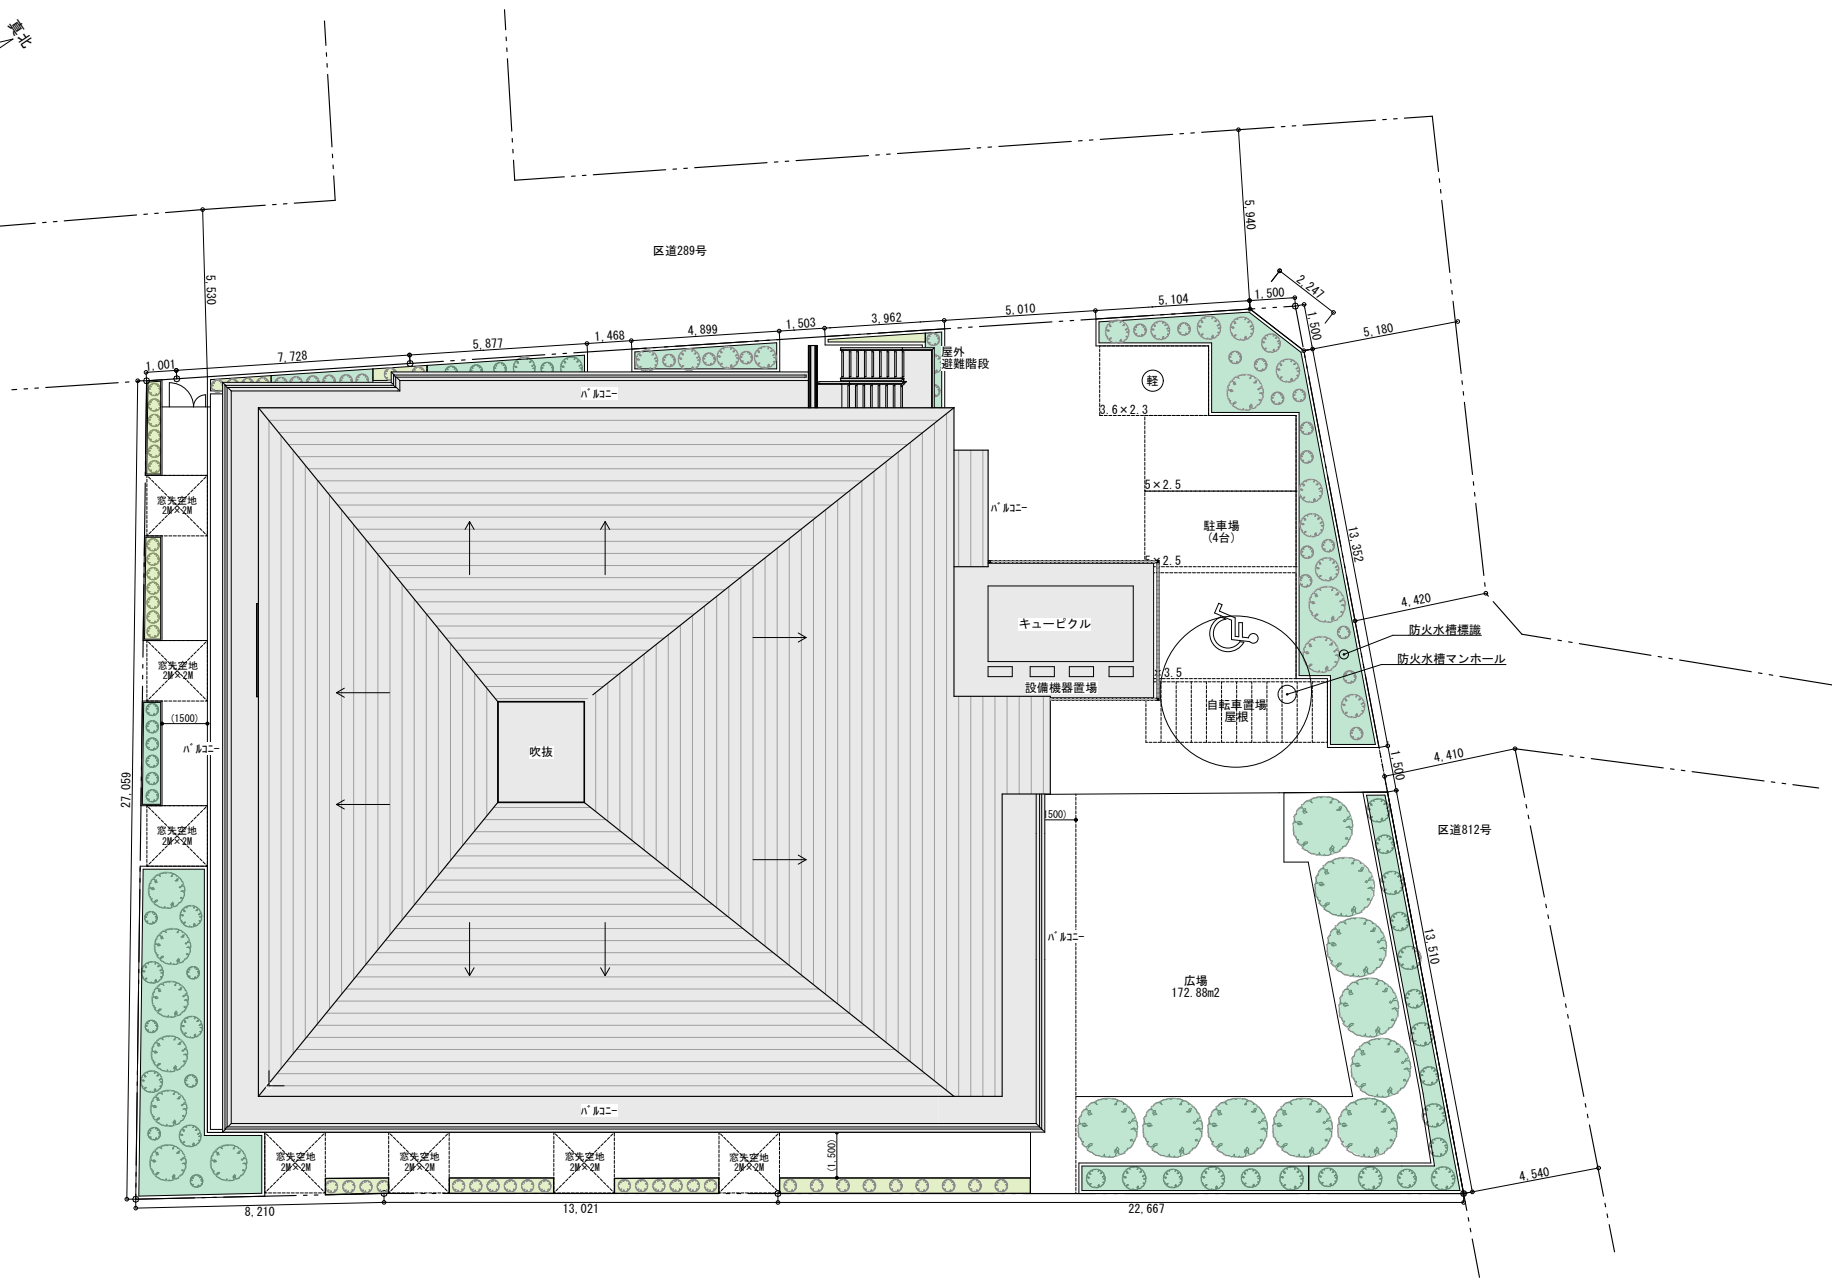 真北
区道289号
5,530
5,940
2,247
1,500
1,500
5,180
5,104
5,010
3,962
1,503
4,899
1,468
5,877
7,728
1,001
屋外
避難階段
バルコニー
軽
3.6×2.3
窓先空地
2M×2M
5×2.5
バルコニー
駐車場
(4台)
13,352
5×2.5
4,420
キュービクル
防火水槽標識
窓先空地
2M×2M
防火水槽マンホール
3.5
設備機器置場
自転車置場
屋根
(1500)
バルコニー
吹抜
27,059
1,500
4,410
窓先空地
2M×2M
500)
区道812号
バルコニー
13,510
広場
172.88m2
バルコニー
窓先空地
2M×2M
窓先空地
2M×2M
窓先空地
2M×2M
窓先空地
2M×2M
(1,500)
4,540
8,210
13,021
22,667